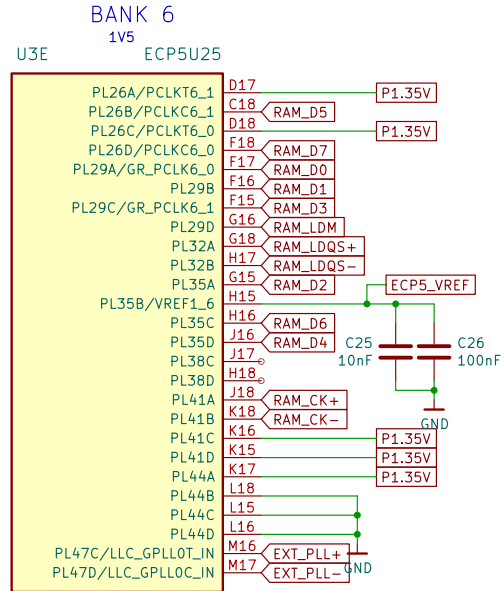 BANK 6
1V5
U3E ECP5U25
PL26A/PCLKT6_1 D17 P1.35V
PL26B/PCLKC6_1 C18 RAM_D5
PL26C/PCLKT6_0 D18 P1.35V
PL26D/PCLKC6_0 F18 RAM_D7
PL29A/GR_PCLK6_0 F17 RAM_D0
PL29B F16 RAM_D1
PL29C/GR_PCLK6_1 F15 RAM_D3
PL29D G16 RAM_LDM
PL32A G18 RAM_LDQS+
PL32B H17 RAM_LDQS-
PL35A G15 RAM_D2 ECP5_VREF
PL35B/VREF1_6 H15
PL35C H16 RAM_D6
PL35D J16 RAM_D4 C25 C26
10nF 100nF
PL38C J17
PL38D H18
PL41A J18 RAM_CK+
PL41B K18 RAM_CK- GND
PL41C K16 P1.35V
PL41D K15 P1.35V
PL44A K17 P1.35V
PL44B L18
PL44C L15
PL44D L16
PL47C/LLC_GPLL0T_IN M16 EXT_PLL+
GND
PL47D/LLC_GPLL0C_IN M17 EXT_PLL-